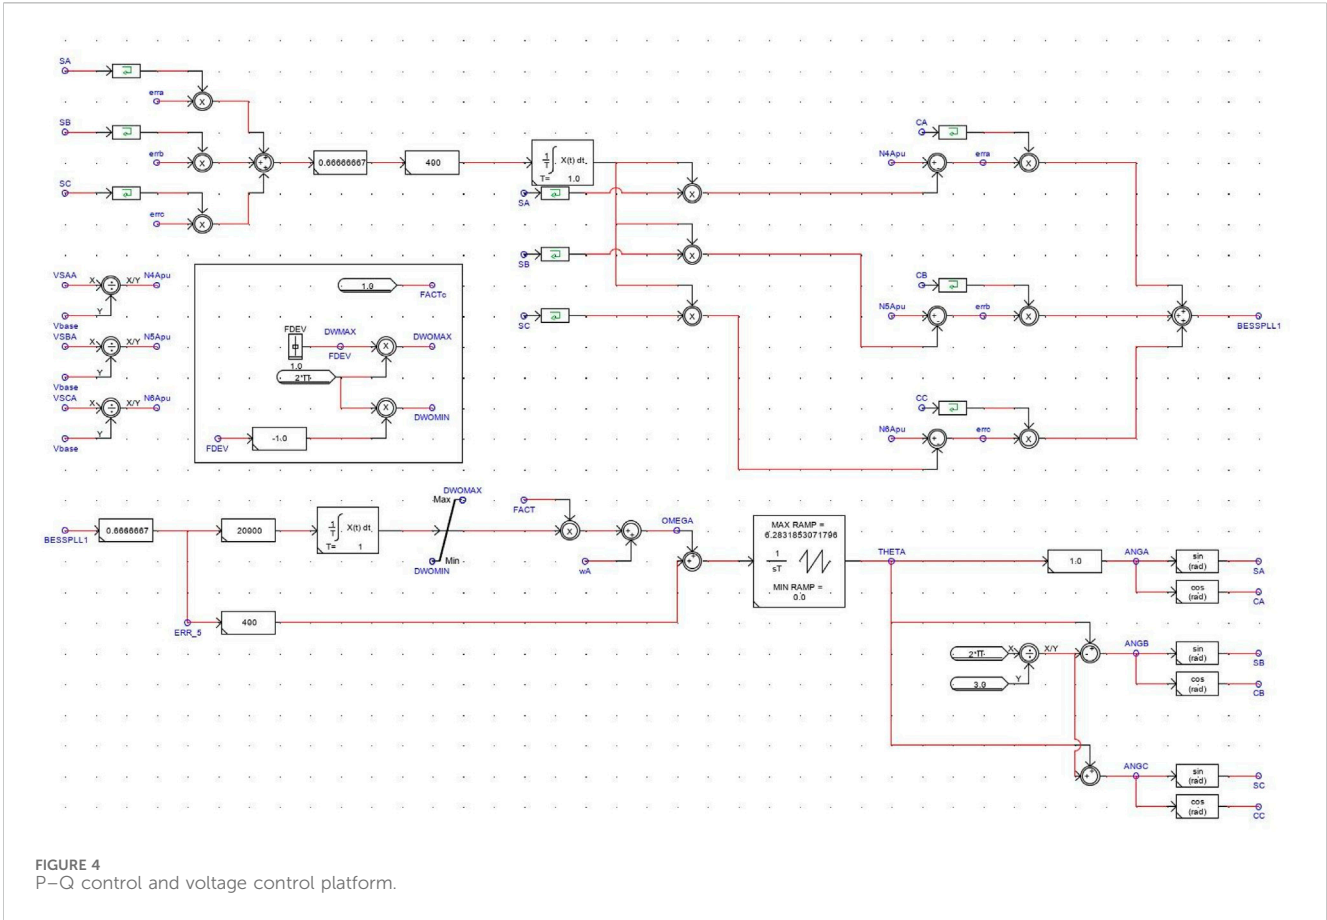 SA
erra
X
SB
errb
X
0.66666667
400
1/T ∫ X(t) dt
T= 1.0
SC
errc
X
SA
X
SB
X
SC
X
CA
N4Apu
erra
X
CB
N5Apu
errb
X
BESSPLL1
CC
N6Apu
errc
X
VSAA
X
X/Y
N4Apu
Y
Vbase
VSBA
X
X/Y
N5Apu
Y
Vbase
VSCA
X
X/Y
N6Apu
Y
Vbase
1.0
FACTc
FDEV
1.0
DWMAX
FDEV
X
DWOMAX
2*π
X
DWOMIN
FDEV
-1.0
BESSPLL1
0.6666667
20000
1/T ∫ X(t) dt
T= 1
DWOMAX
Max
Min
DWOMIN
FACT
X
wA
OMEGA
ERR_5
400
MAX RAMP =
6.2831853071796
1
sT
MIN RAMP =
0.0
THETA
1.0
ANGA
sin
(rad)
SA
cos
(rad)
CA
2*π
X
X/Y
3.0
Y
ANGB
sin
(rad)
SB
cos
(rad)
CB
ANGC
sin
(rad)
SC
cos
(rad)
CC
FIGURE 4
P–Q control and voltage control platform.